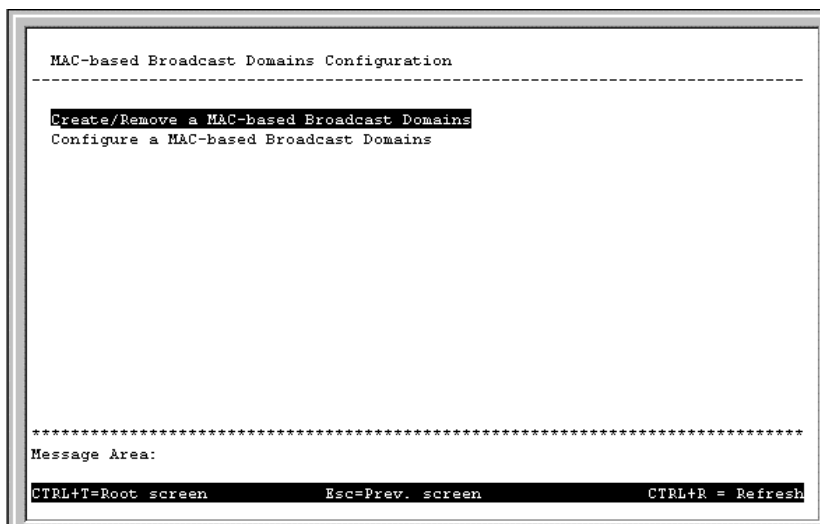 MAC-based Broadcast Domains Configuration
--------------------------------------------------------------------------------
Create/Remove a MAC-based Broadcast Domains
Configure a MAC-based Broadcast Domains
********************************************************************************
Message Area:
CTRL+T=Root screen Esc=Prev. screen CTRL+R = Refresh